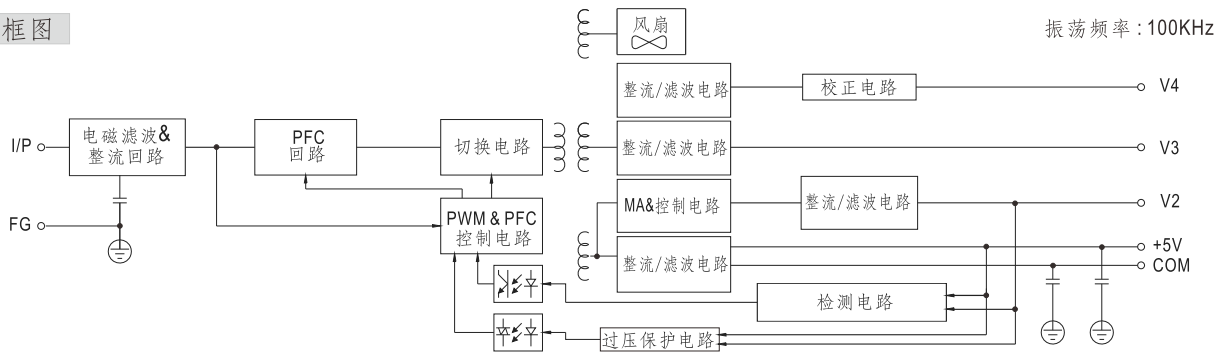 框图
振荡频率：100KHz
风扇
整流/滤波电路
校正电路
V4
I/P
电磁滤波&
整流回路
PFC
回路
切换电路
整流/滤波电路
V3
MA&控制电路
整流/滤波电路
V2
FG
PWM & PFC
控制电路
整流/滤波电路
+5V
COM
检测电路
过压保护电路